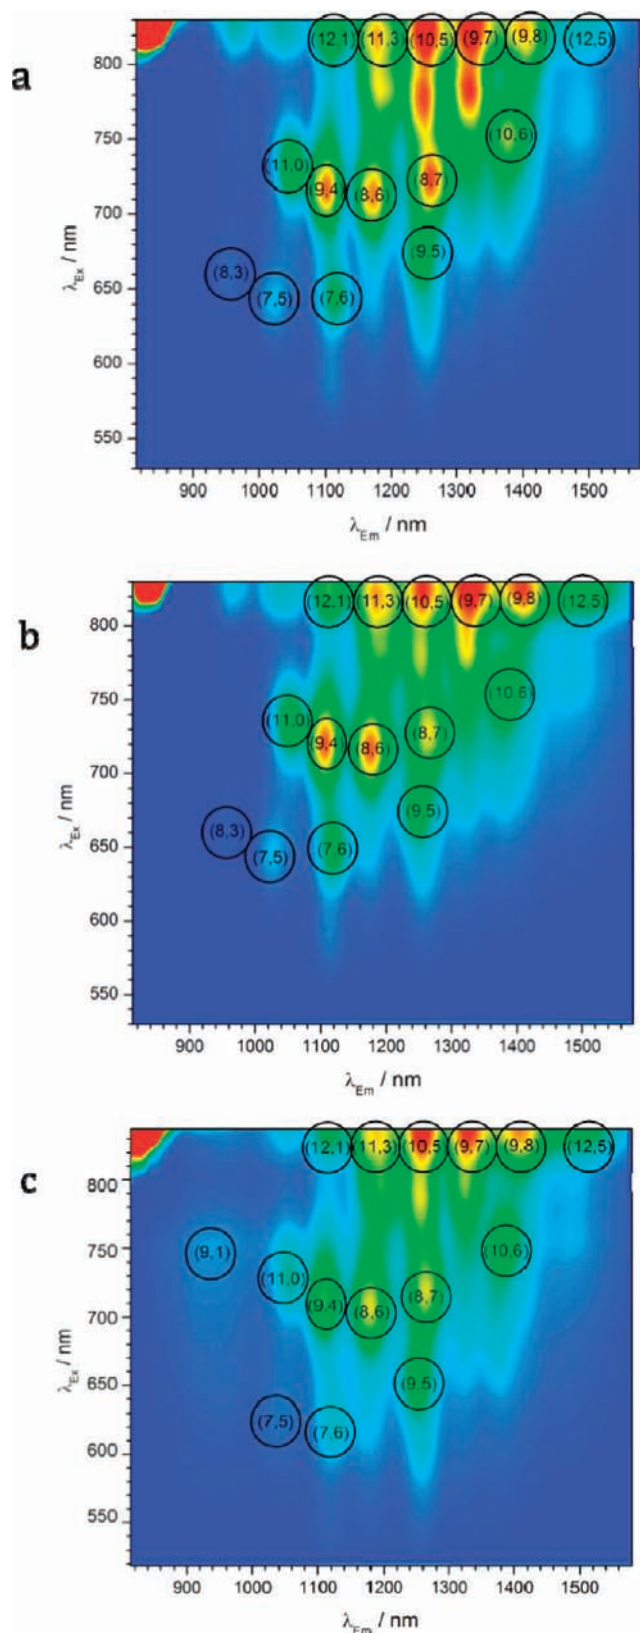 a
(12,1) (11,3) (10,5) (9,7) (9,8) (12,5)
800
(10,6)
750
(11,0)
(9,4) (8,6) (8,7)
700
(9,5)
(8,3)
650
(7,5) (7,6)
600
550
λEx / nm
900 1000 1100 1200 1300 1400 1500
λEm / nm
b
(12,1) (11,3) (10,5) (9,7) (9,8) (12,5)
800
750
(10,6)
(11,0)
(9,4) (8,6) (8,7)
700
(9,5)
(8,3)
650
(7,5) (7,6)
600
550
λEx / nm
900 1000 1100 1200 1300 1400 1500
λEm / nm
c
(12,1) (11,3) (10,5) (9,7) (9,8) (12,5)
800
(9,1)
750
(10,6)
(11,0)
(9,4) (8,6) (8,7)
700
(9,5)
650
(7,5) (7,6)
600
550
λEx / nm
900 1000 1100 1200 1300 1400 1500
λEm / nm